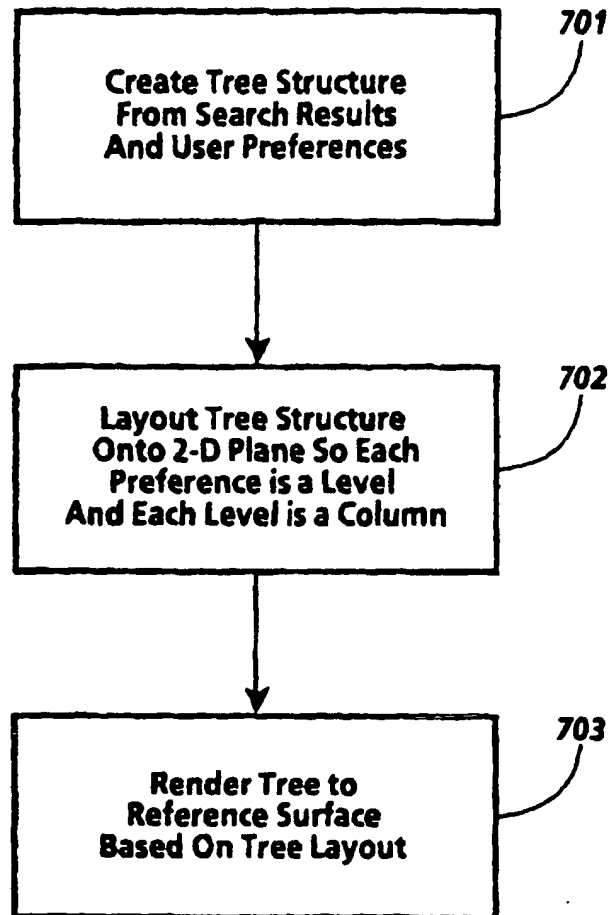 701
Create Tree Structure
From Search Results
And User Preferences
702
Layout Tree Structure
Onto 2-D Plane So Each
Preference is a Level
And Each Level is a Column
703
Render Tree to
Reference Surface
Based On Tree Layout